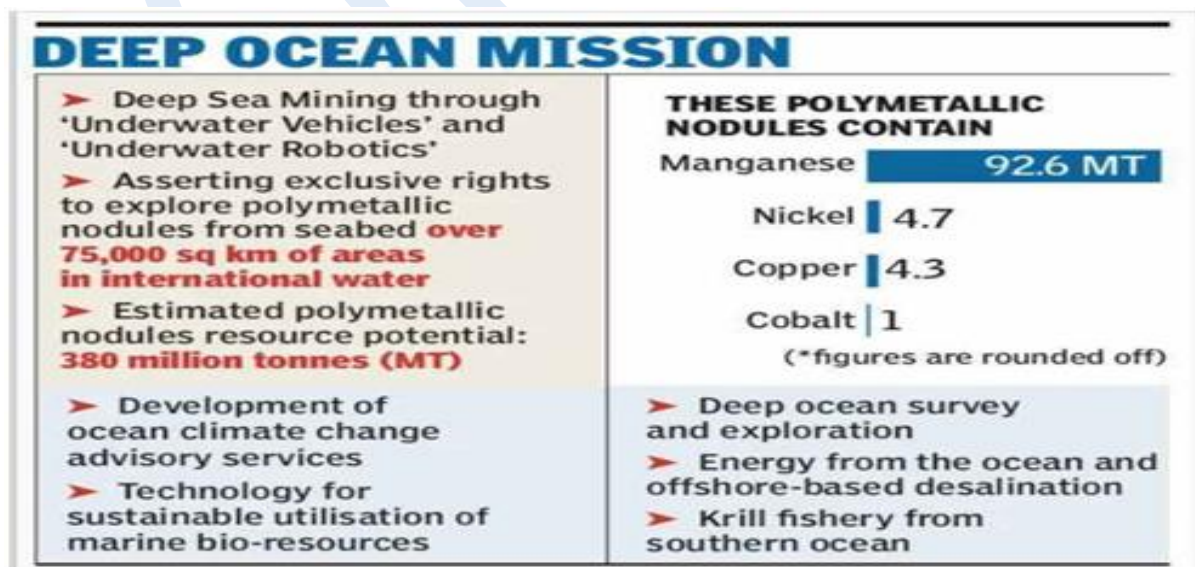 DEEP OCEAN MISSION
➤ Deep Sea Mining through
‘Underwater Vehicles’ and
‘Underwater Robotics’
➤ Asserting exclusive rights
to explore polymetallic
nodules from seabed over
75,000 sq km of areas
in international water
➤ Estimated polymetallic
nodules resource potential:
380 million tonnes (MT)
THESE POLYMETALLIC
NODULES CONTAIN
Manganese 92.6 MT
Nickel 4.7
Copper 4.3
Cobalt 1
(*figures are rounded off)
➤ Development of
ocean climate change
advisory services
➤ Technology for
sustainable utilisation of
marine bio-resources
➤ Deep ocean survey
and exploration
➤ Energy from the ocean and
offshore-based desalination
➤ Krill fishery from
southern ocean